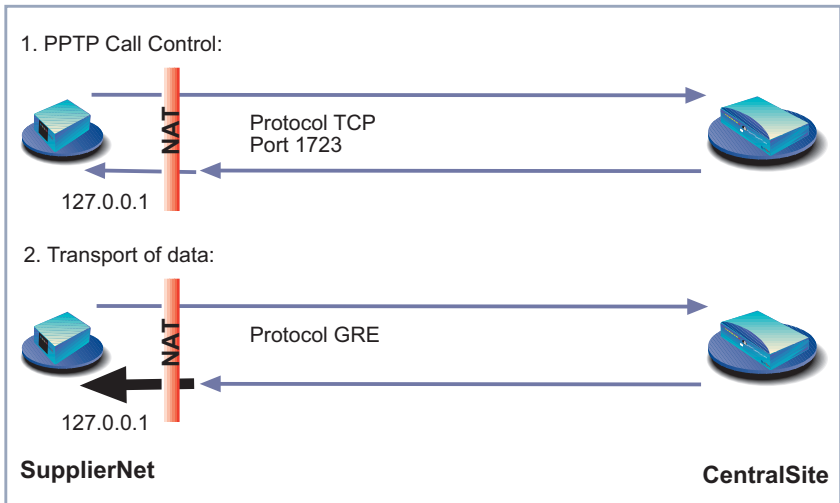 1. PPTP Call Control:
NAT
Protocol TCP
Port 1723
127.0.0.1
2. Transport of data:
NAT
Protocol GRE
127.0.0.1
SupplierNet
CentralSite